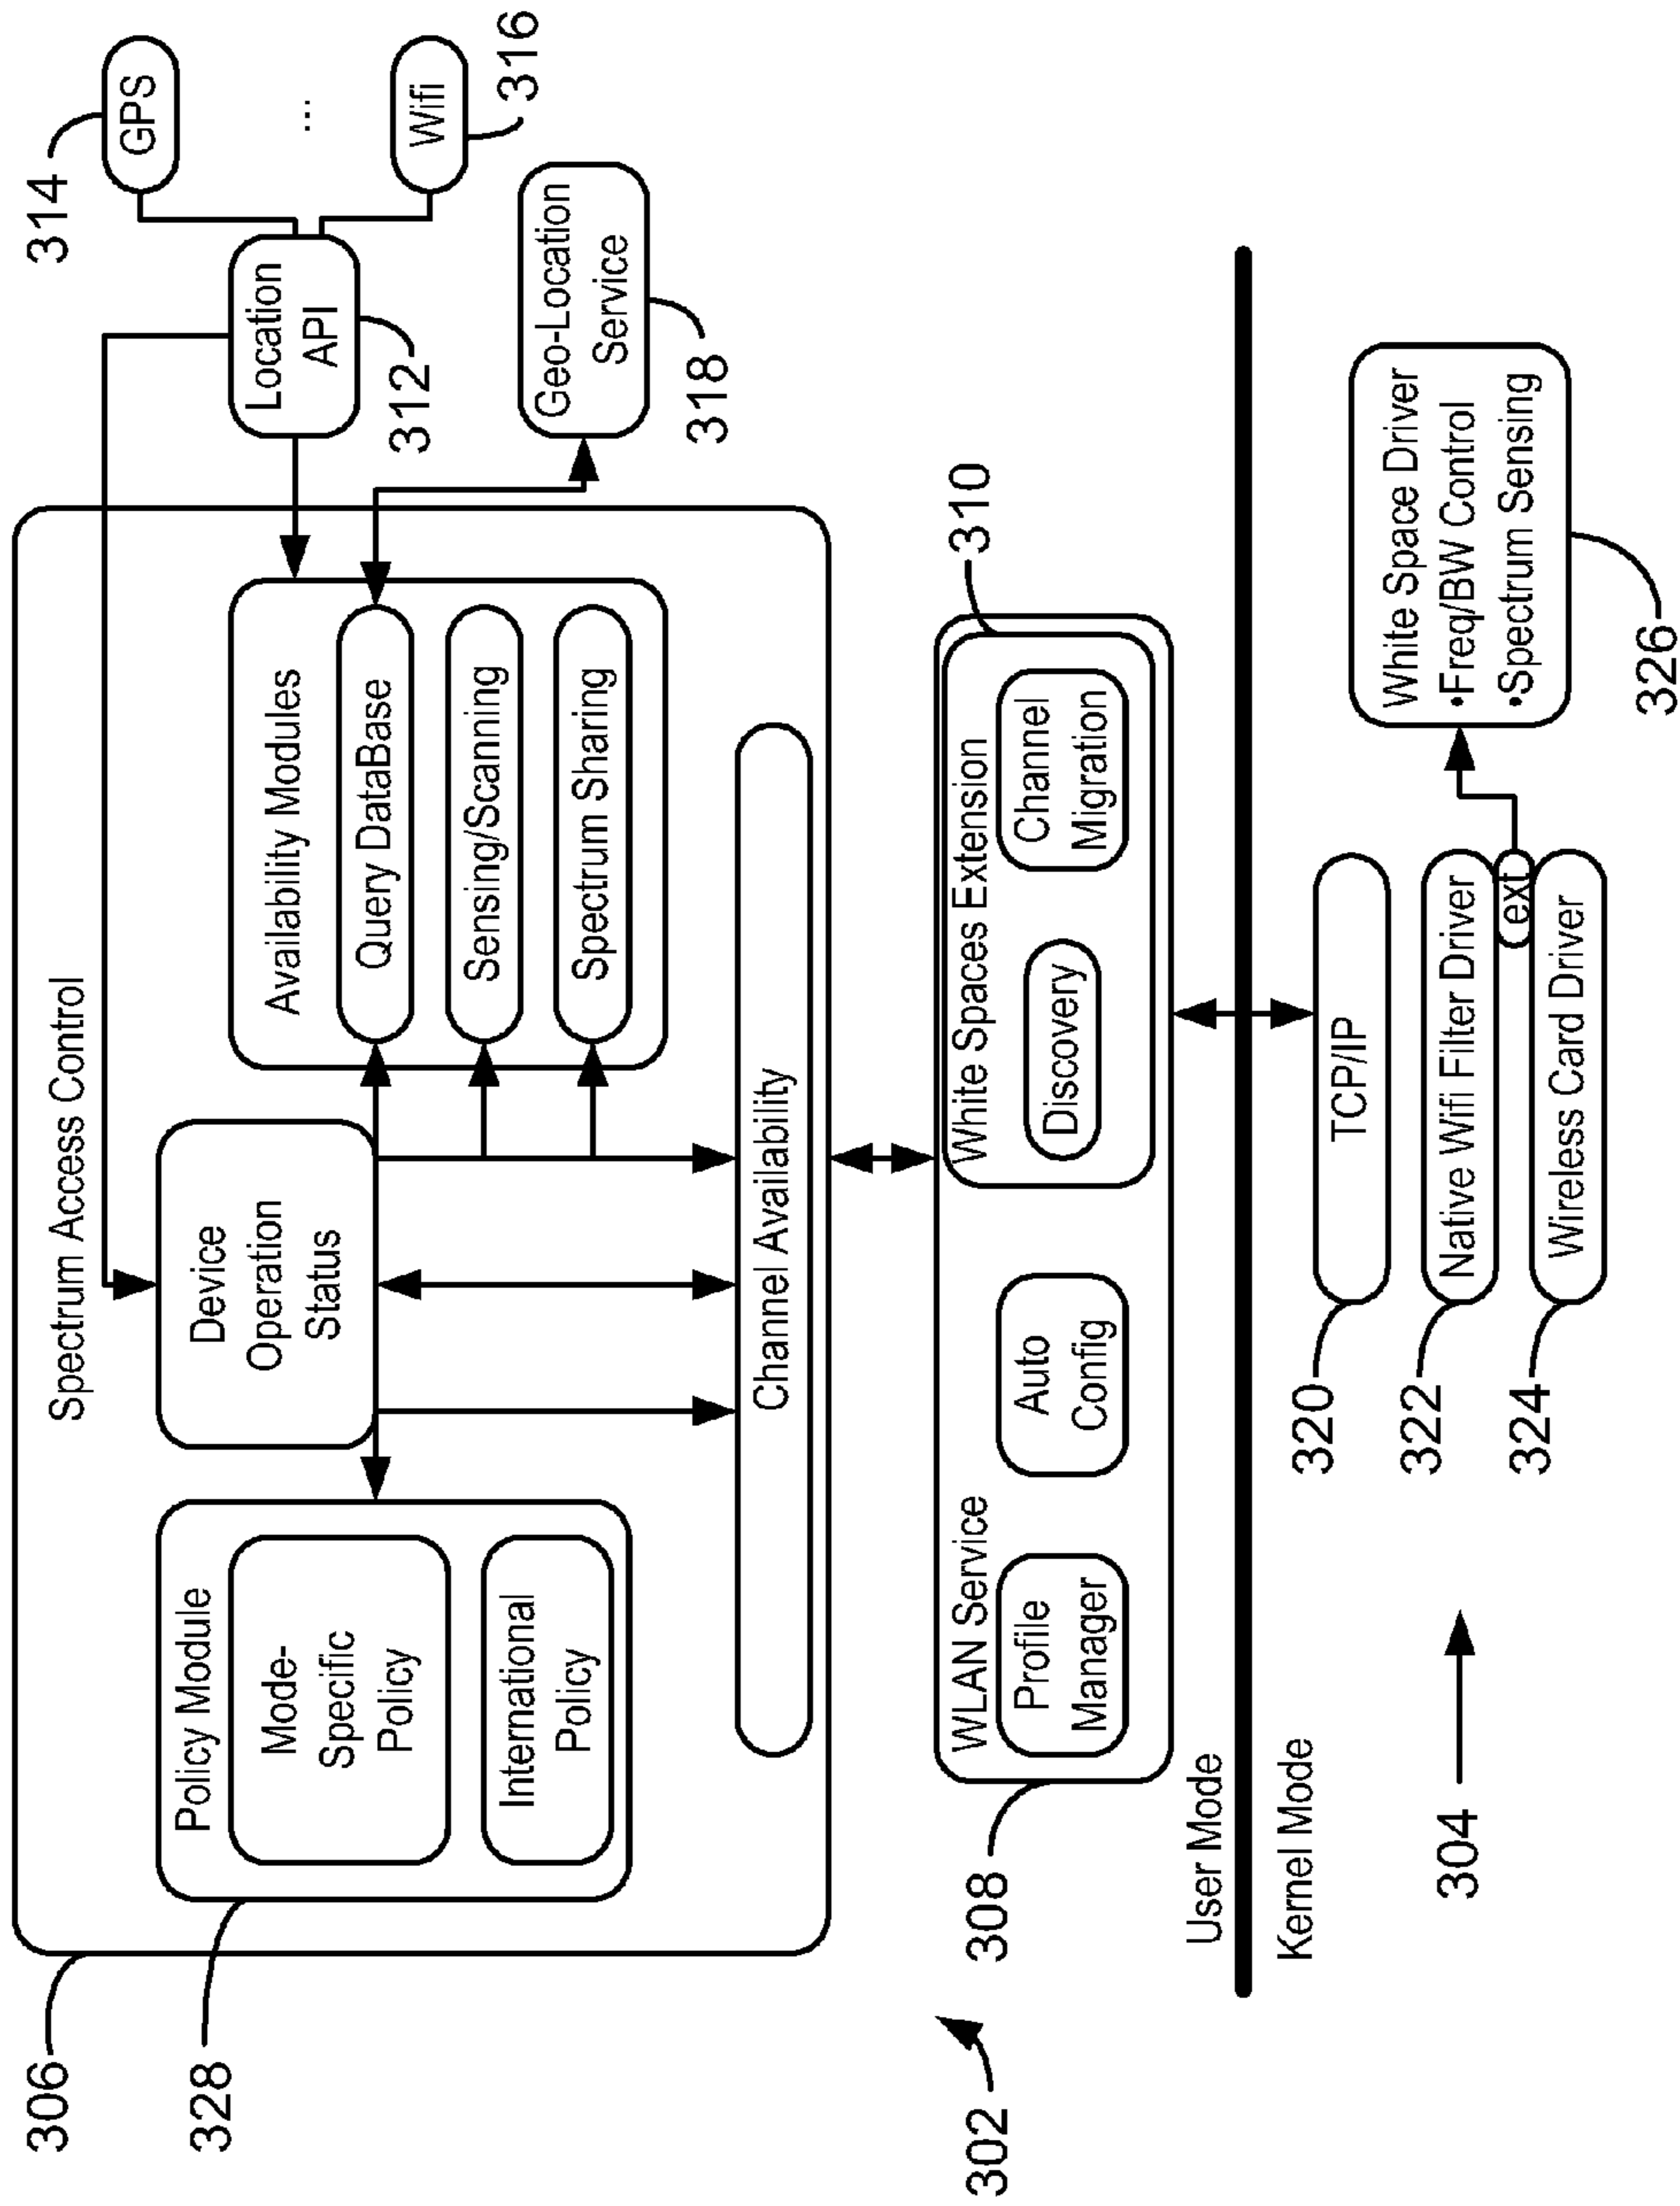 306
328
302
Spectrum Access Control
Policy Module
Mode-
Specific
Policy
International
Policy
Device
Operation
Status
Availability Modules
Query DataBase
Sensing/Scanning
Spectrum Sharing
Channel Availability
314
GPS
...
Location
API
312
Wifi
316
Geo-Location
Service
318
308
WLAN Service
Profile
Manager
Auto
Config
White Spaces Extension
310
Discovery
Channel
Migration
User Mode
Kernel Mode
304
320
TCP/IP
322
Native Wifi Filter Driver
ext
324
Wireless Card Driver
White Space Driver
•Freq/BW Control
•Spectrum Sensing
326